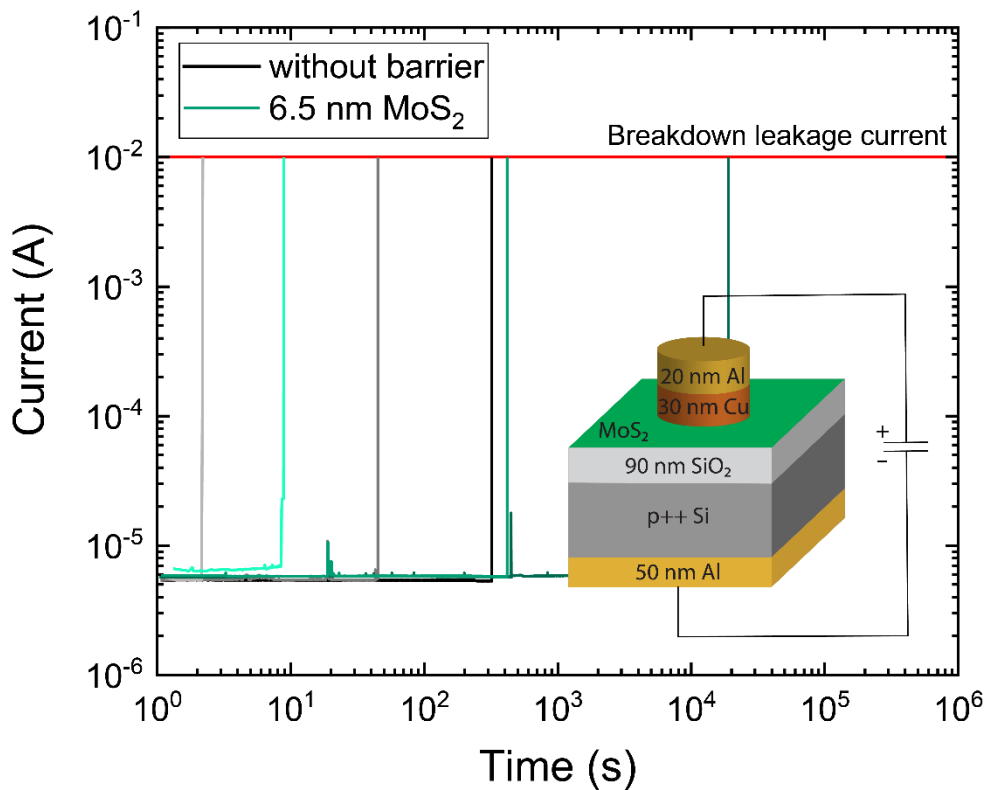 without barrier
6.5 nm MoS₂
Breakdown leakage current
Current (A)
10⁻¹
10⁻²
10⁻³
10⁻⁴
10⁻⁵
10⁻⁶
20 nm Al
30 nm Cu
MoS₂
90 nm SiO₂
p++ Si
50 nm Al
+
−
10⁰ 10¹ 10² 10³ 10⁴ 10⁵ 10⁶
Time (s)